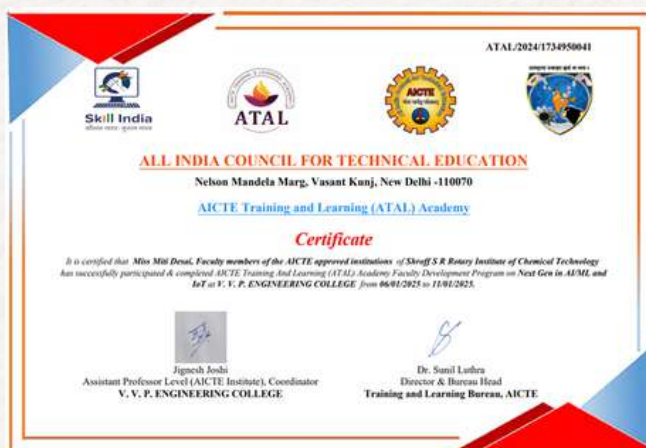 ATAL/2024/1734950041
Skill India
कौशल भारत - कुशल भारत
ATAL
AICTE
ALL INDIA COUNCIL FOR TECHNICAL EDUCATION
Nelson Mandela Marg, Vasant Kunj, New Delhi -110070
AICTE Training and Learning (ATAL) Academy
Certificate
It is certified that Miss Miti Desai, Faculty members of the AICTE approved institutions of Shroff S R Rotary Institute of Chemical Technology
has successfully participated & completed AICTE Training And Learning (ATAL) Academy Faculty Development Program on Next Gen in AI/ML and
IoT at V. V. P. ENGINEERING COLLEGE from 06/01/2025 to 11/01/2025.
Jignesh Joshi
Assistant Professor Level (AICTE Institute), Coordinator
V. V. P. ENGINEERING COLLEGE
Dr. Sunil Luthra
Director & Bureau Head
Training and Learning Bureau, AICTE